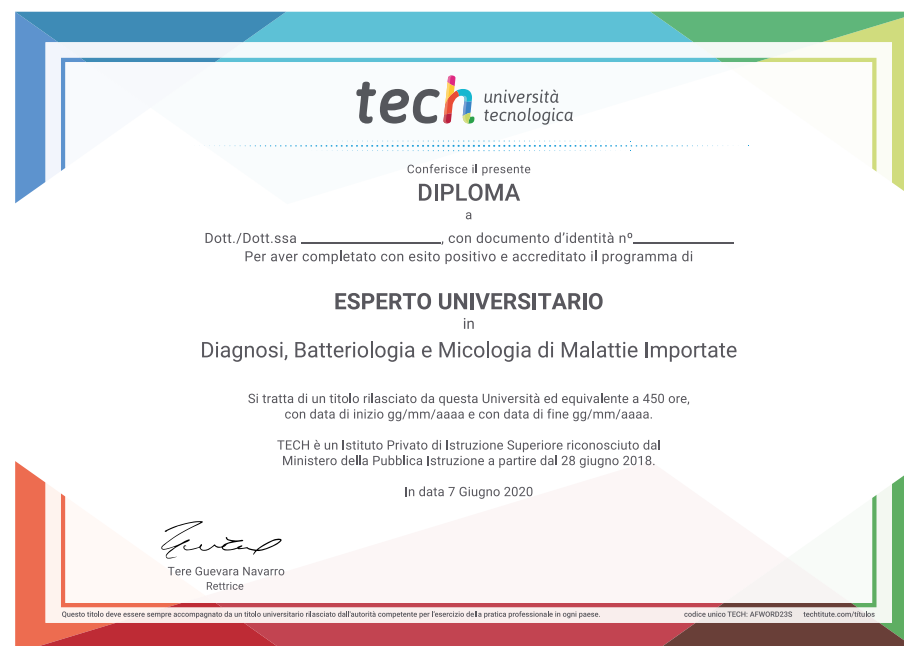 tech università
tecnologica
Conferisce il presente
DIPLOMA
a
Dott./Dott.ssa ____________________, con documento d'identità nº______________
Per aver completato con esito positivo e accreditato il programma di
ESPERTO UNIVERSITARIO
in
Diagnosi, Batteriologia e Micologia di Malattie Importate
Si tratta di un titolo rilasciato da questa Università ed equivalente a 450 ore,
con data di inizio gg/mm/aaaa e con data di fine gg/mm/aaaa.
TECH è un Istituto Privato di Istruzione Superiore riconosciuto dal
Ministero della Pubblica Istruzione a partire dal 28 giugno 2018.
In data 7 Giugno 2020
Tere Guevara Navarro
Rettrice
Questo titolo deve essere sempre accompagnato da un titolo universitario rilasciato dall'autorità competente per l'esercizio della pratica professionale in ogni paese. codice unico TECH: AFWORD23S techtitute.com/titulos